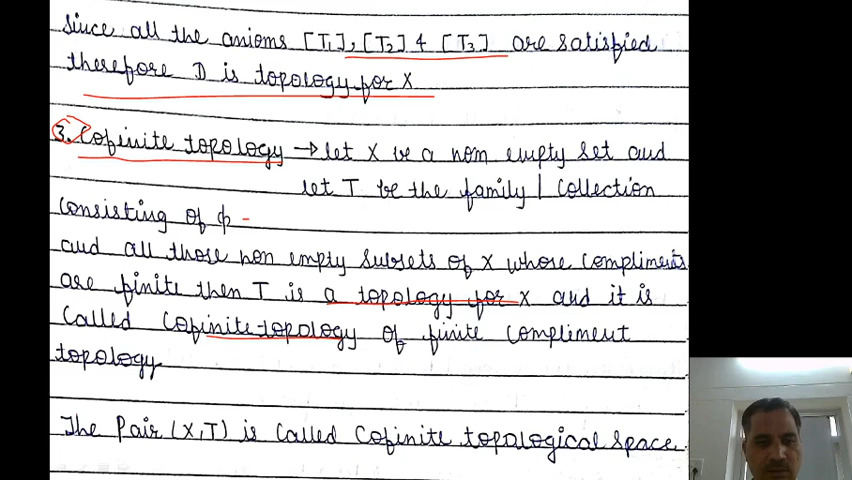 Since all the anioms [T1], [T2] & [T3] are satisfied
therefore D is topology for X
3. Cofinite topology → let X be a non empty set and
let T be the family | Collection
Consisting of ф
and all those non empty subsets of X whose compliments
are finite then T is a topology for X and it is
Called Cofinite topology of finite compliment
topology
The Pair (X,T) is called Cofinite topological space